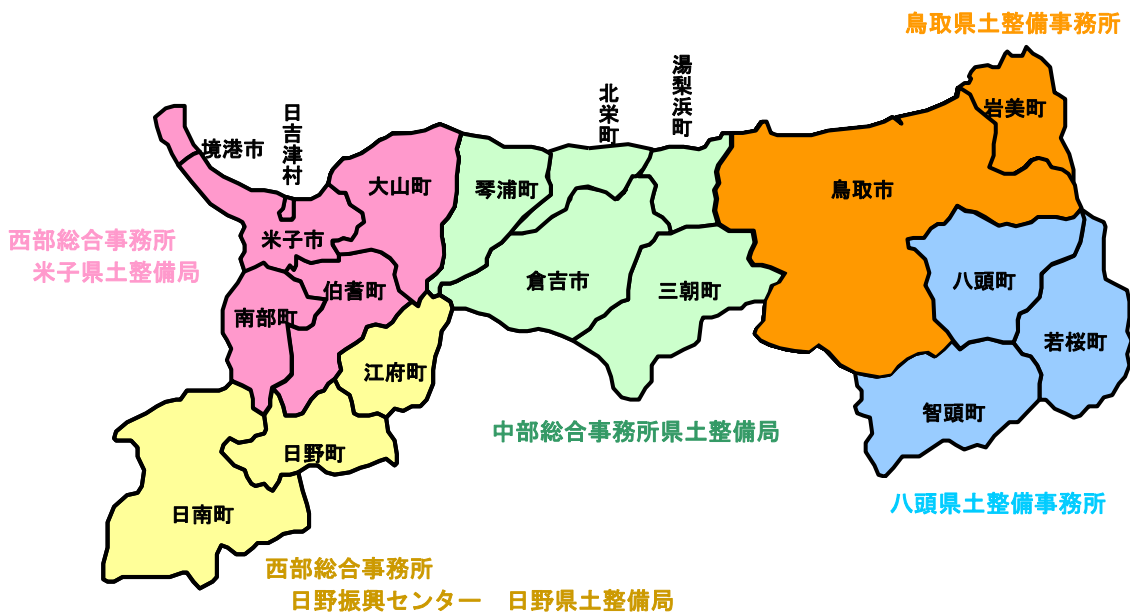 鳥取県土整備事務所
岩美町
湯梨浜町
北栄町
日吉津村
境港市
大山町
琴浦町
鳥取市
米子市
西部総合事務所
米子県土整備局
伯耆町
倉吉市
三朝町
八頭町
南部町
若桜町
江府町
智頭町
中部総合事務所県土整備局
日野町
八頭県土整備事務所
日南町
西部総合事務所
日野振興センター　日野県土整備局